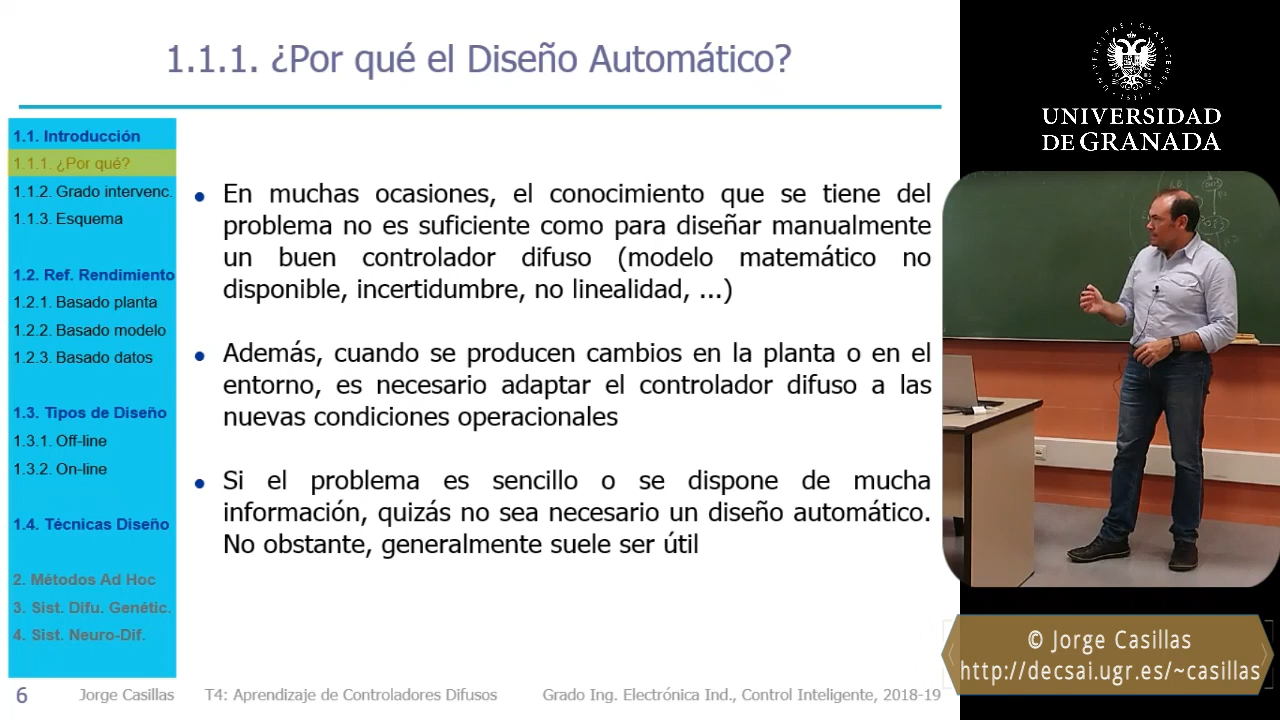 1.1.1. ¿Por qué el Diseño Automático?
1.1. Introducción
1.1.1. ¿Por qué?
1.1.2. Grado intervenc.
1.1.3. Esquema
1.2. Ref. Rendimiento
1.2.1. Basado planta
1.2.2. Basado modelo
1.2.3. Basado datos
1.3. Tipos de Diseño
1.3.1. Off-line
1.3.2. On-line
1.4. Técnicas Diseño
2. Métodos Ad Hoc
3. Sist. Difu. Genétic.
4. Sist. Neuro-Dif.
• En muchas ocasiones, el conocimiento que se tiene del
problema no es suficiente como para diseñar manualmente
un buen controlador difuso (modelo matemático no
disponible, incertidumbre, no linealidad, ...)
• Además, cuando se producen cambios en la planta o en el
entorno, es necesario adaptar el controlador difuso a las
nuevas condiciones operacionales
• Si el problema es sencillo o se dispone de mucha
información, quizás no sea necesario un diseño automático.
No obstante, generalmente suele ser útil
6 Jorge Casillas T4: Aprendizaje de Controladores Difusos Grado Ing. Electrónica Ind., Control Inteligente, 2018-19
UNIVERSIDAD
DE GRANADA
© Jorge Casillas
http://decsai.ugr.es/~casillas